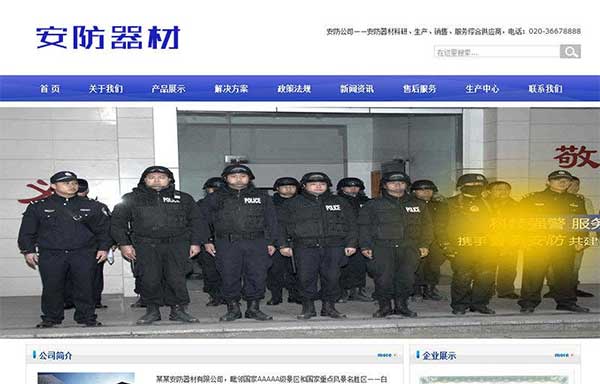 安防器材
安防公司——安防器材科研、生产、销售、服务综合供应商,电话:020-36678888
在这里搜索...
首 页 关于我们 产品展示 解决方案 政策法规 新闻资讯 售后服务 生产中心 联系我们
敬
POLICE POLICE POLICE POLICE
强警 服务
携手 安防 共建
公司简介 more
企业展示 more
某某安防器材有限公司,毗邻国家AAAAA级景区和国家重点风景名胜区——白